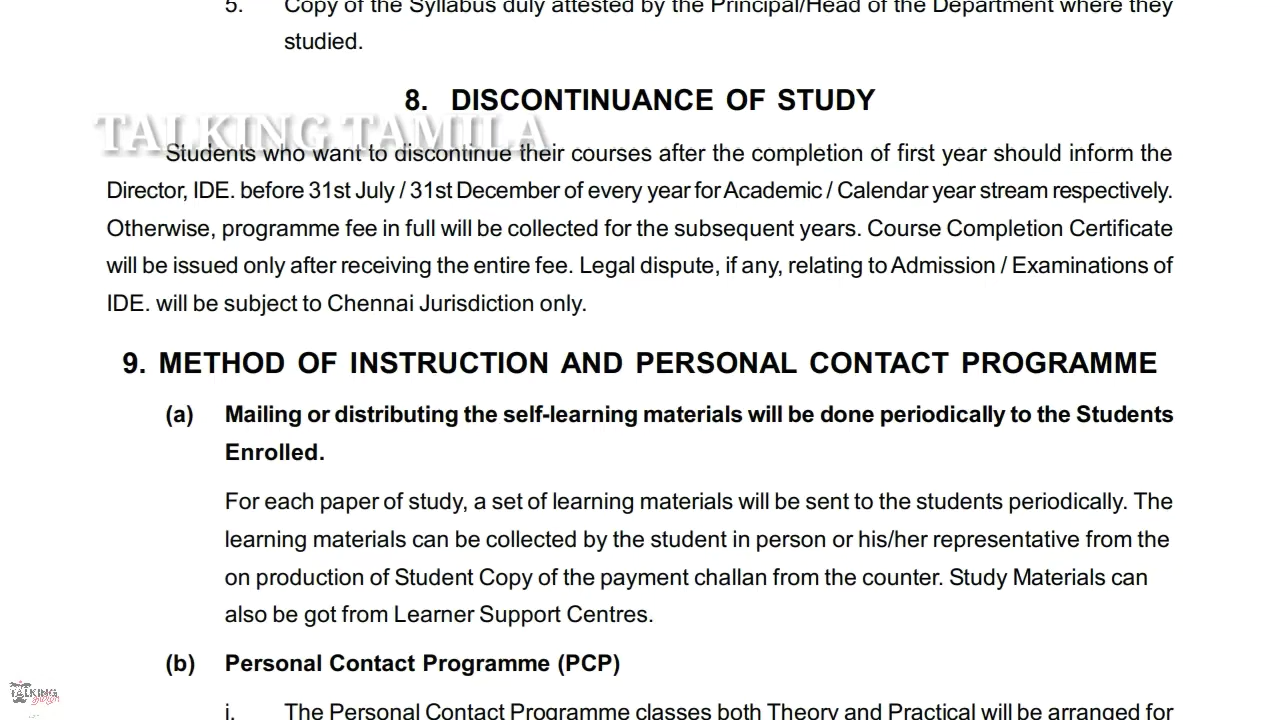 5. Copy of the Syllabus duly attested by the Principal/Head of the Department where they
studied.
8. DISCONTINUANCE OF STUDY
TALKING TAMILA
Students who want to discontinue their courses after the completion of first year should inform the
Director, IDE. before 31st July / 31st December of every year for Academic / Calendar year stream respectively.
Otherwise, programme fee in full will be collected for the subsequent years. Course Completion Certificate
will be issued only after receiving the entire fee. Legal dispute, if any, relating to Admission / Examinations of
IDE. will be subject to Chennai Jurisdiction only.
9. METHOD OF INSTRUCTION AND PERSONAL CONTACT PROGRAMME
(a) Mailing or distributing the self-learning materials will be done periodically to the Students
Enrolled.
For each paper of study, a set of learning materials will be sent to the students periodically. The
learning materials can be collected by the student in person or his/her representative from the
on production of Student Copy of the payment challan from the counter. Study Materials can
also be got from Learner Support Centres.
(b) Personal Contact Programme (PCP)
i. The Personal Contact Programme classes both Theory and Practical will be arranged for
TALKING